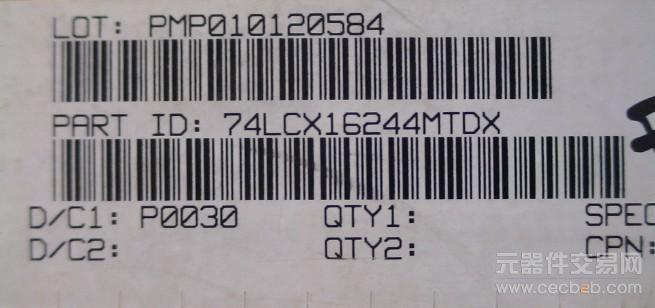 LOT: PMP010120584
PART ID: 74LCX16244MTDX
D/C1: P0030 QTY1: SPEC
D/C2: QTY2: CPN:
元器件交易网
www.cecb2b.com